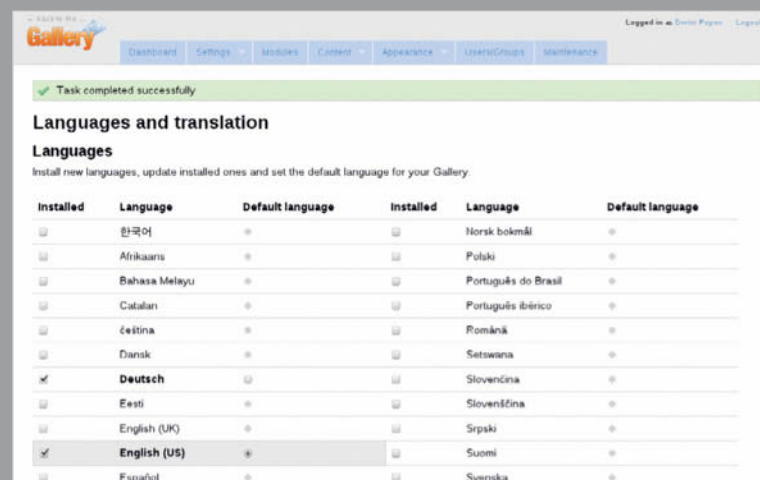 Gallery
Logged in as
Dashboard Settings Modules Content Appearance Users/Groups Maintenance
Task completed successfully
Languages and translation
Languages
Install new languages, update installed ones and set the default language for your Gallery.
Installed Language Default language Installed Language Default language
한국어 Norsk bokmål
Afrikaans Polski
Bahasa Melayu Português do Brasil
Catalan Português ibérico
čeština Română
Dansk Setswana
Deutsch Slovenčina
Eesti Slovenščina
English (UK) Srpski
English (US) Suomi
Español Svenska